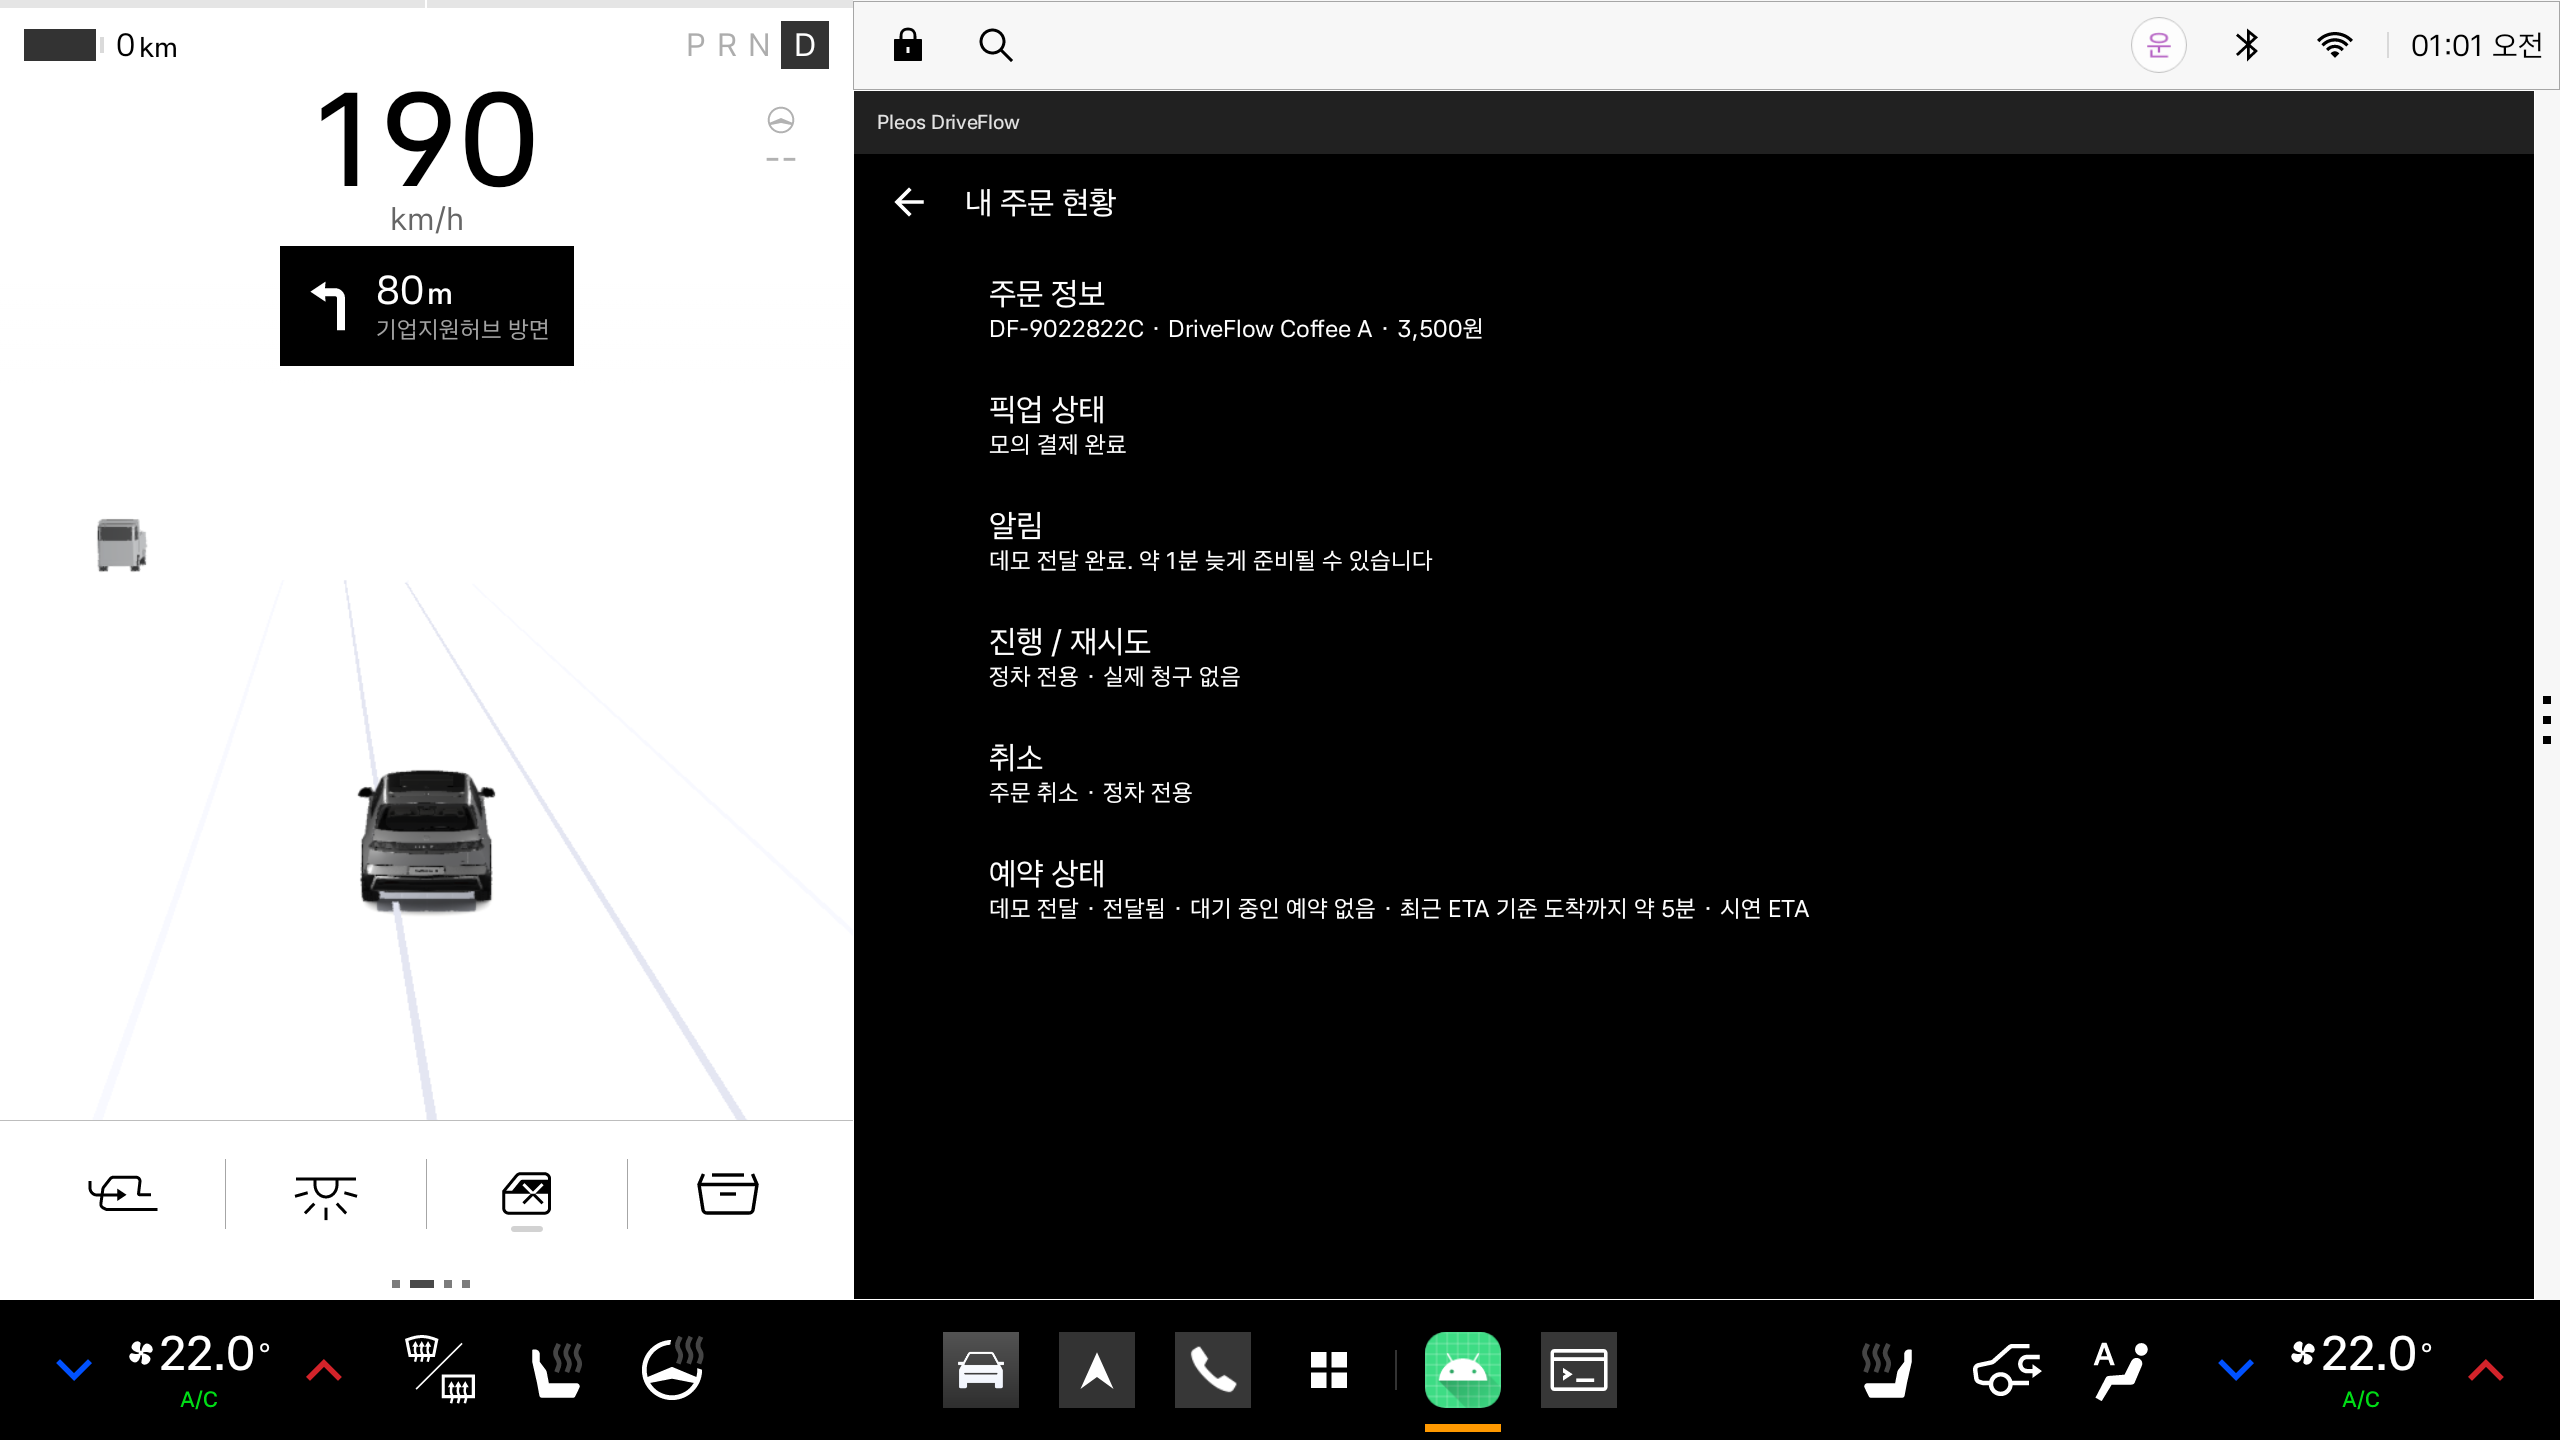 0 km
P R N D
190
km/h
80 m
기업지원허브 방면
운
01:01 오전
Pleos DriveFlow
내 주문 현황
주문 정보
DF-9022822C · DriveFlow Coffee A · 3,500원
픽업 상태
모의 결제 완료
알림
데모 전달 완료. 약 1분 늦게 준비될 수 있습니다
진행 / 재시도
정차 전용 · 실제 청구 없음
취소
주문 취소 · 정차 전용
예약 상태
데모 전달 · 전달됨 · 대기 중인 예약 없음 · 최근 ETA 기준 도착까지 약 5분 · 시연 ETA
22.0°
A/C
A
22.0°
A/C